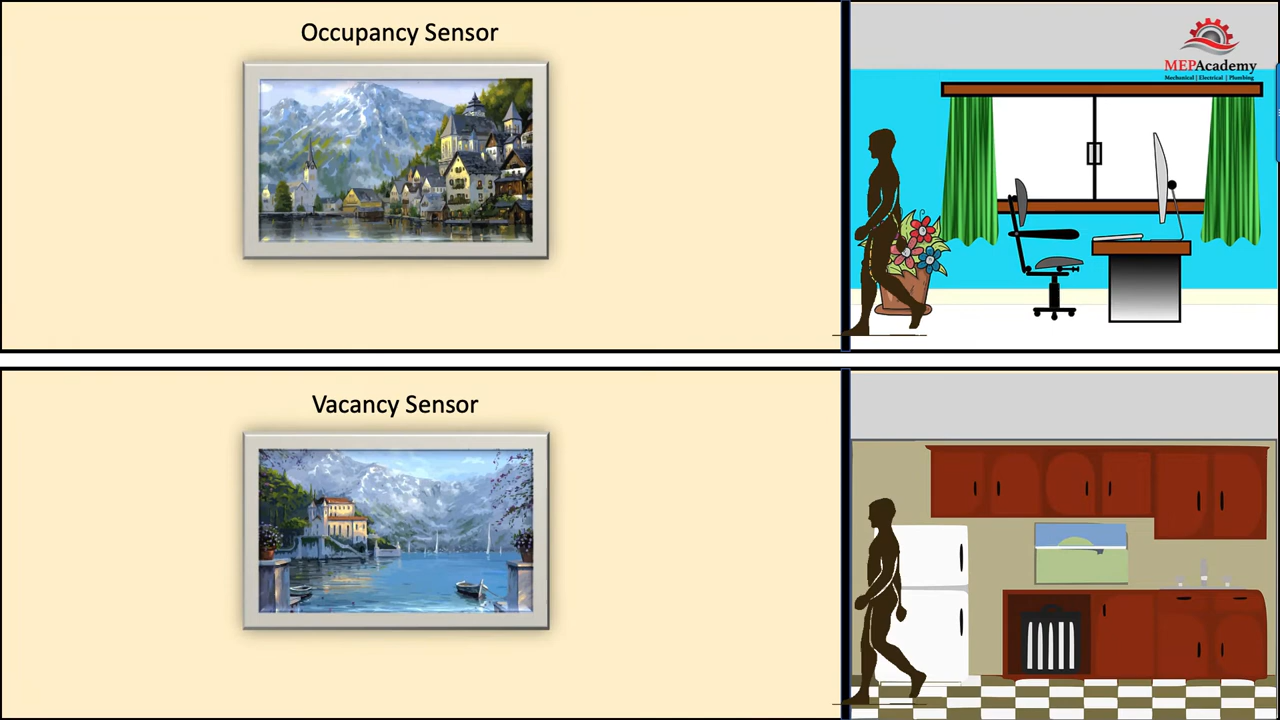 Occupancy Sensor
MEPAcademy
Mechanical | Electrical | Plumbing
Vacancy Sensor